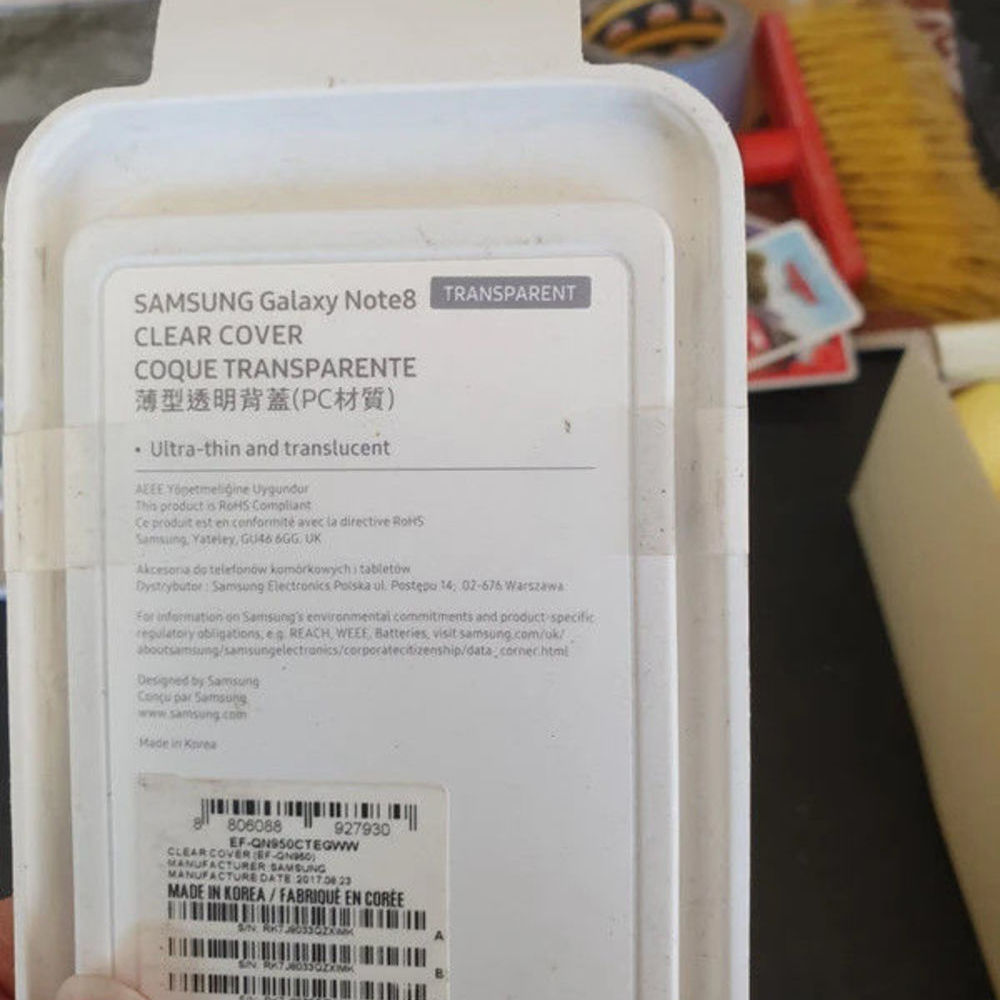 SAMSUNG Galaxy Note8 TRANSPARENT
CLEAR COVER
COQUE TRANSPARENTE
薄型透明背蓋(PC材質)
• Ultra-thin and translucent
AEEE Yönetmeliğine Uygundur
This product is RoHS Compliant
Ce produit est en conformité avec la directive RoHS
Samsung, Yateley, GU46 6GG. UK
Akcesoria do telefonów komórkowych i tabletów
Dystrybutor : Samsung Electronics Polska ul. Postępu 14, 02-676 Warszawa
For information on Samsung's environmental commitments and product-specific
regulatory obligations, e.g. REACH, WEEE, Batteries, visit samsung.com/uk/
aboutsamsung/samsungelectronics/corporatecitizenship/data_corner.html
Designed by Samsung
Conçu par Samsung
www.samsung.com
Made in Korea
8 806088 927930
EF-QN950CTEGWW
CLEAR COVER (EF-QN950)
MANUFACTURER:SAMSUNG
MANUFACTURE DATE:2017.08.23
MADE IN KOREA / FABRIQUÉ EN CORÉE
S/N: RK7J8033QZXIMK
A
S/N: RK7J8033QZXIMK
B